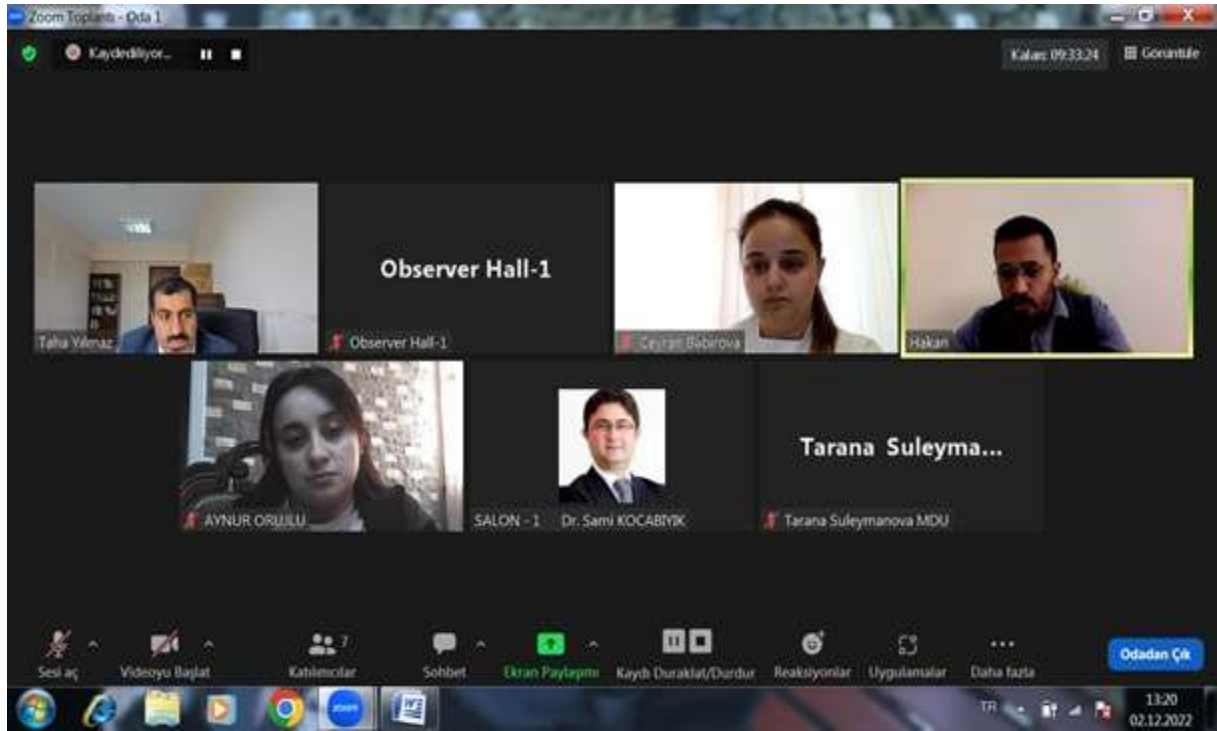 Zoom Toplantı - Oda 1
Kaydediliyor...
Kalan: 09:33:24
Görüntüle
Taha Yılmaz
Observer Hall-1
Observer Hall-1
Ceyran Babirova
Hakan
AYNUR ORUJLU
SALON - 1 Dr. Sami KOCABIYIK
Tarana Suleyma...
Tarana Suleymanova MDU
Sesi aç
Videoyu Başlat
7
Katılımcılar
Sohbet
Ekran Paylaşımı
Kaydı Duraklat/Durdur
Reaksiyonlar
Uygulamalar
Daha fazla
Odadan Çık
zoom
TR
13:20
02.12.2022